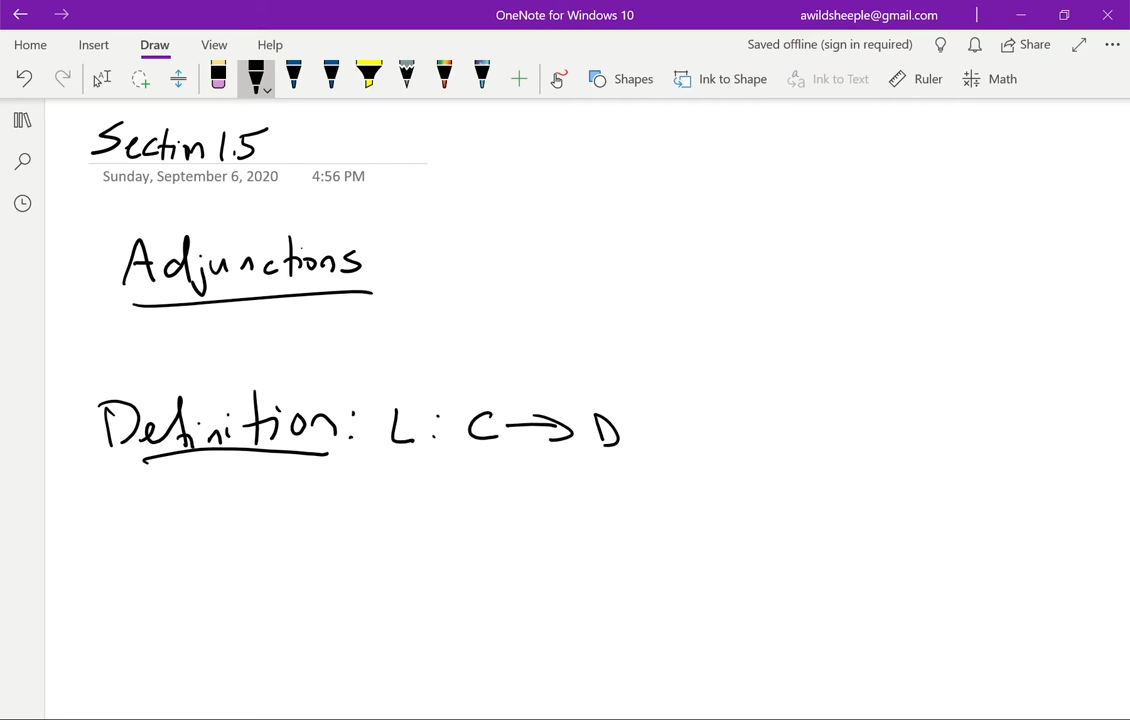 OneNote for Windows 10
awildsheeple@gmail.com
Home Insert Draw View Help
Saved offline (sign in required) Share
Shapes Ink to Shape Ink to Text Ruler Math
Section 1.5
Sunday, September 6, 2020 4:56 PM
Adjunctions
Definition: L: C → D